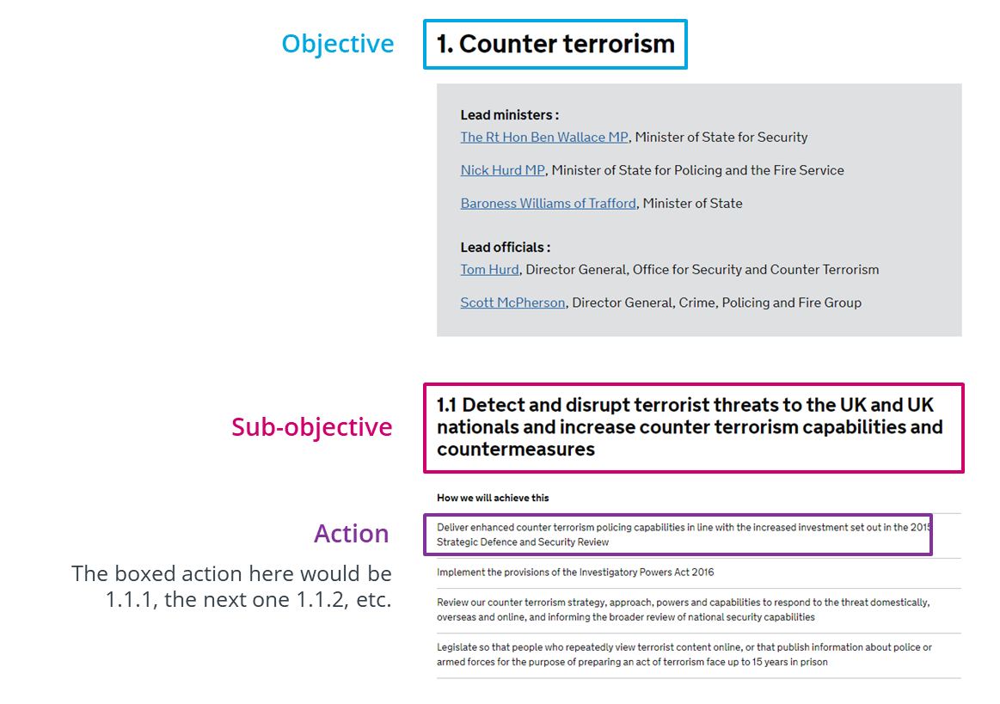 Objective
1. Counter terrorism
Lead ministers :
The Rt Hon Ben Wallace MP, Minister of State for Security
Nick Hurd MP, Minister of State for Policing and the Fire Service
Baroness Williams of Trafford, Minister of State
Lead officials :
Tom Hurd, Director General, Office for Security and Counter Terrorism
Scott McPherson, Director General, Crime, Policing and Fire Group
Sub-objective
1.1 Detect and disrupt terrorist threats to the UK and UK
nationals and increase counter terrorism capabilities and
countermeasures
How we will achieve this
Action
Deliver enhanced counter terrorism policing capabilities in line with the increased investment set out in the 2015
Strategic Defence and Security Review
The boxed action here would be
1.1.1, the next one 1.1.2, etc.
Implement the provisions of the Investigatory Powers Act 2016
Review our counter terrorism strategy, approach, powers and capabilities to respond to the threat domestically,
overseas and online, and informing the broader review of national security capabilities
Legislate so that people who repeatedly view terrorist content online, or that publish information about police or
armed forces for the purpose of preparing an act of terrorism face up to 15 years in prison